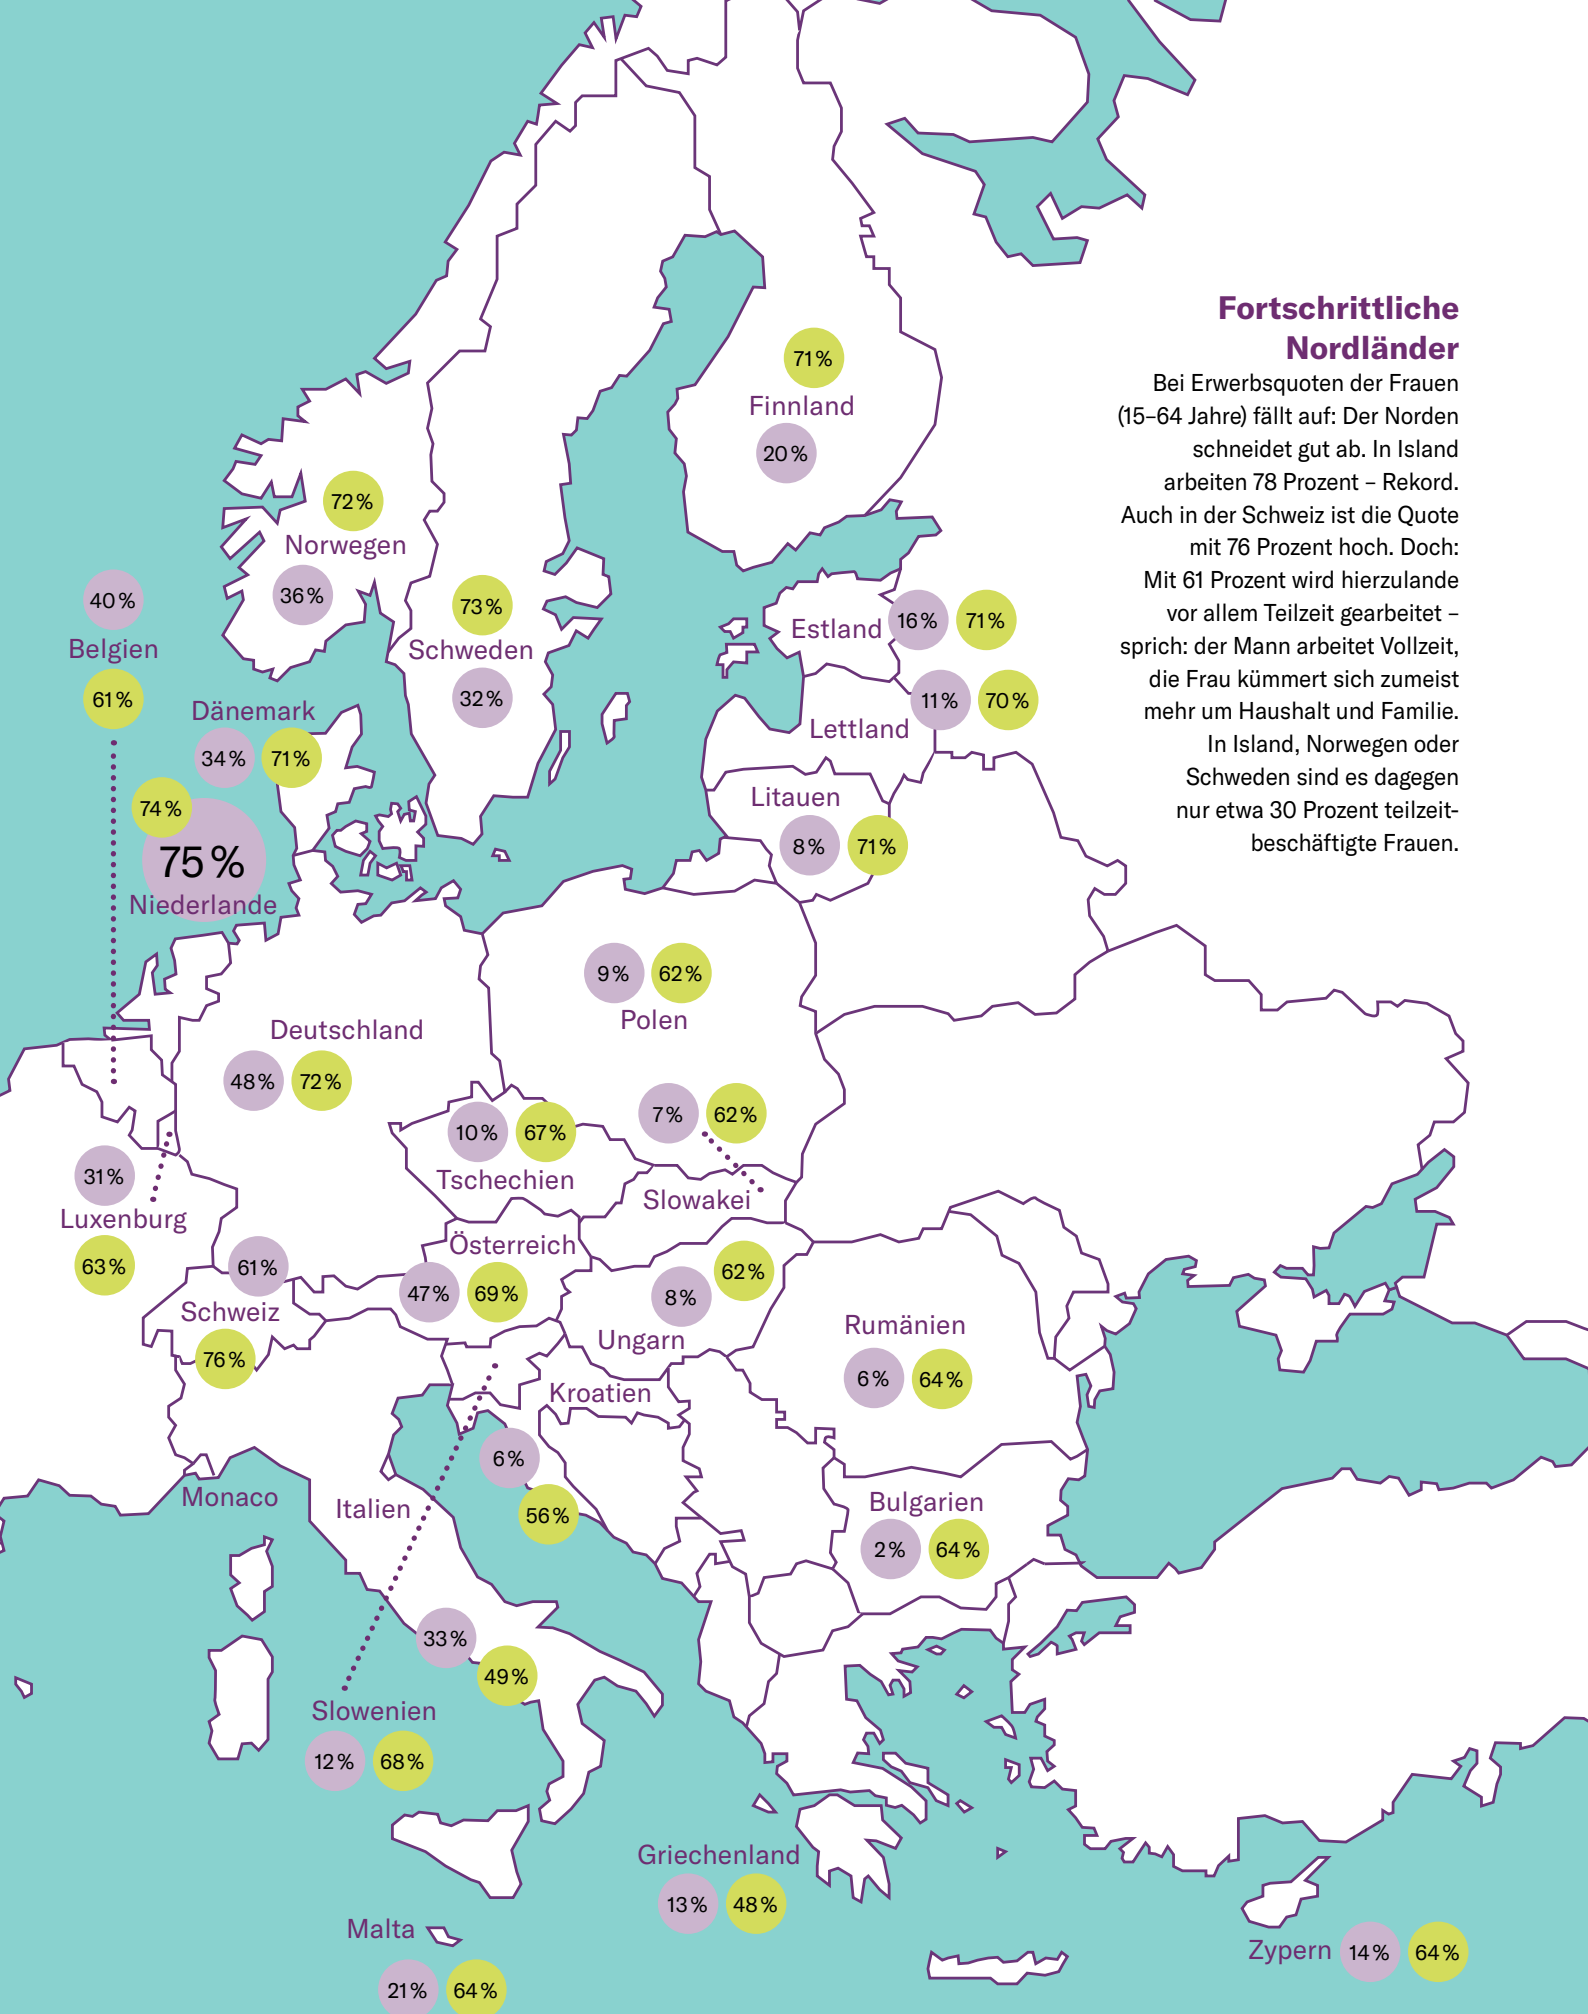 Fortschrittliche
Nordländer
Bei Erwerbsquoten der Frauen
(15–64 Jahre) fällt auf: Der Norden
schneidet gut ab. In Island
arbeiten 78 Prozent – Rekord.
Auch in der Schweiz ist die Quote
mit 76 Prozent hoch. Doch:
Mit 61 Prozent wird hierzulande
vor allem Teilzeit gearbeitet –
sprich: der Mann arbeitet Vollzeit,
die Frau kümmert sich zumeist
mehr um Haushalt und Familie.
In Island, Norwegen oder
Schweden sind es dagegen
nur etwa 30 Prozent teilzeit-
beschäftigte Frauen.
71%
Finnland
20%
72%
Norwegen
36%
73%
Schweden
32%
40%
Belgien
61%
Estland
16% 71%
11% 70%
Lettland
Dänemark
34% 71%
74%
75%
Niederlande
Litauen
8% 71%
9% 62%
Polen
Deutschland
48% 72%
7% 62%
Slowakei
10% 67%
Tschechien
31%
Luxenburg
63%
61%
Schweiz
76%
Österreich
47% 69%
62%
8%
Ungarn
Rumänien
6% 64%
Kroatien
6%
56%
Monaco
Italien
33%
49%
Bulgarien
2% 64%
Slowenien
12% 68%
Griechenland
13% 48%
Malta
21% 64%
Zypern 14% 64%